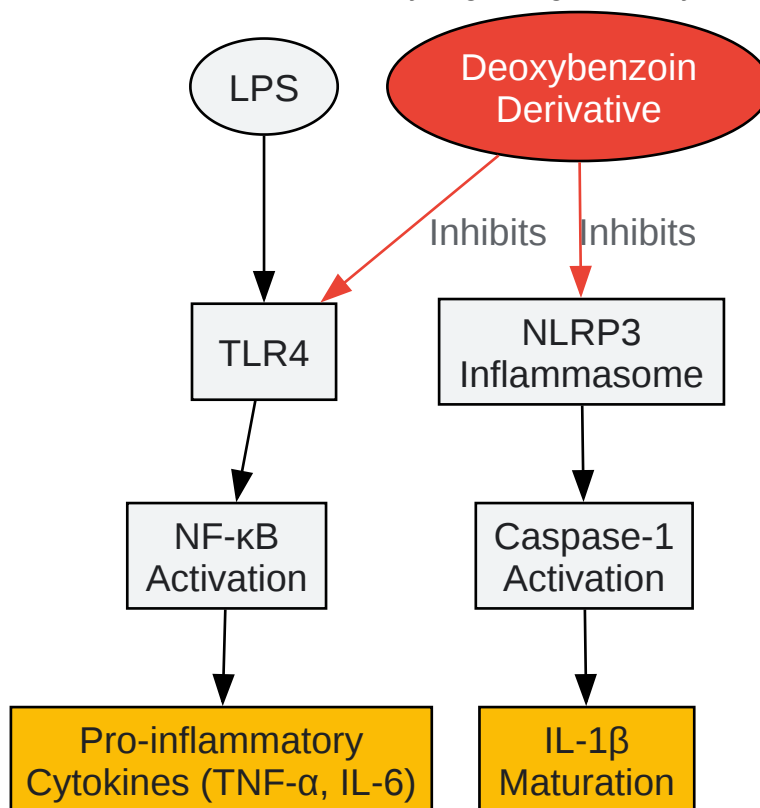 LPS
Deoxybenzoin
Derivative
Inhibits
Inhibits
TLR4
NLRP3
Inflammasome
NF-κB
Activation
Caspase-1
Activation
Pro-inflammatory
Cytokines (TNF-α, IL-6)
IL-1β
Maturation